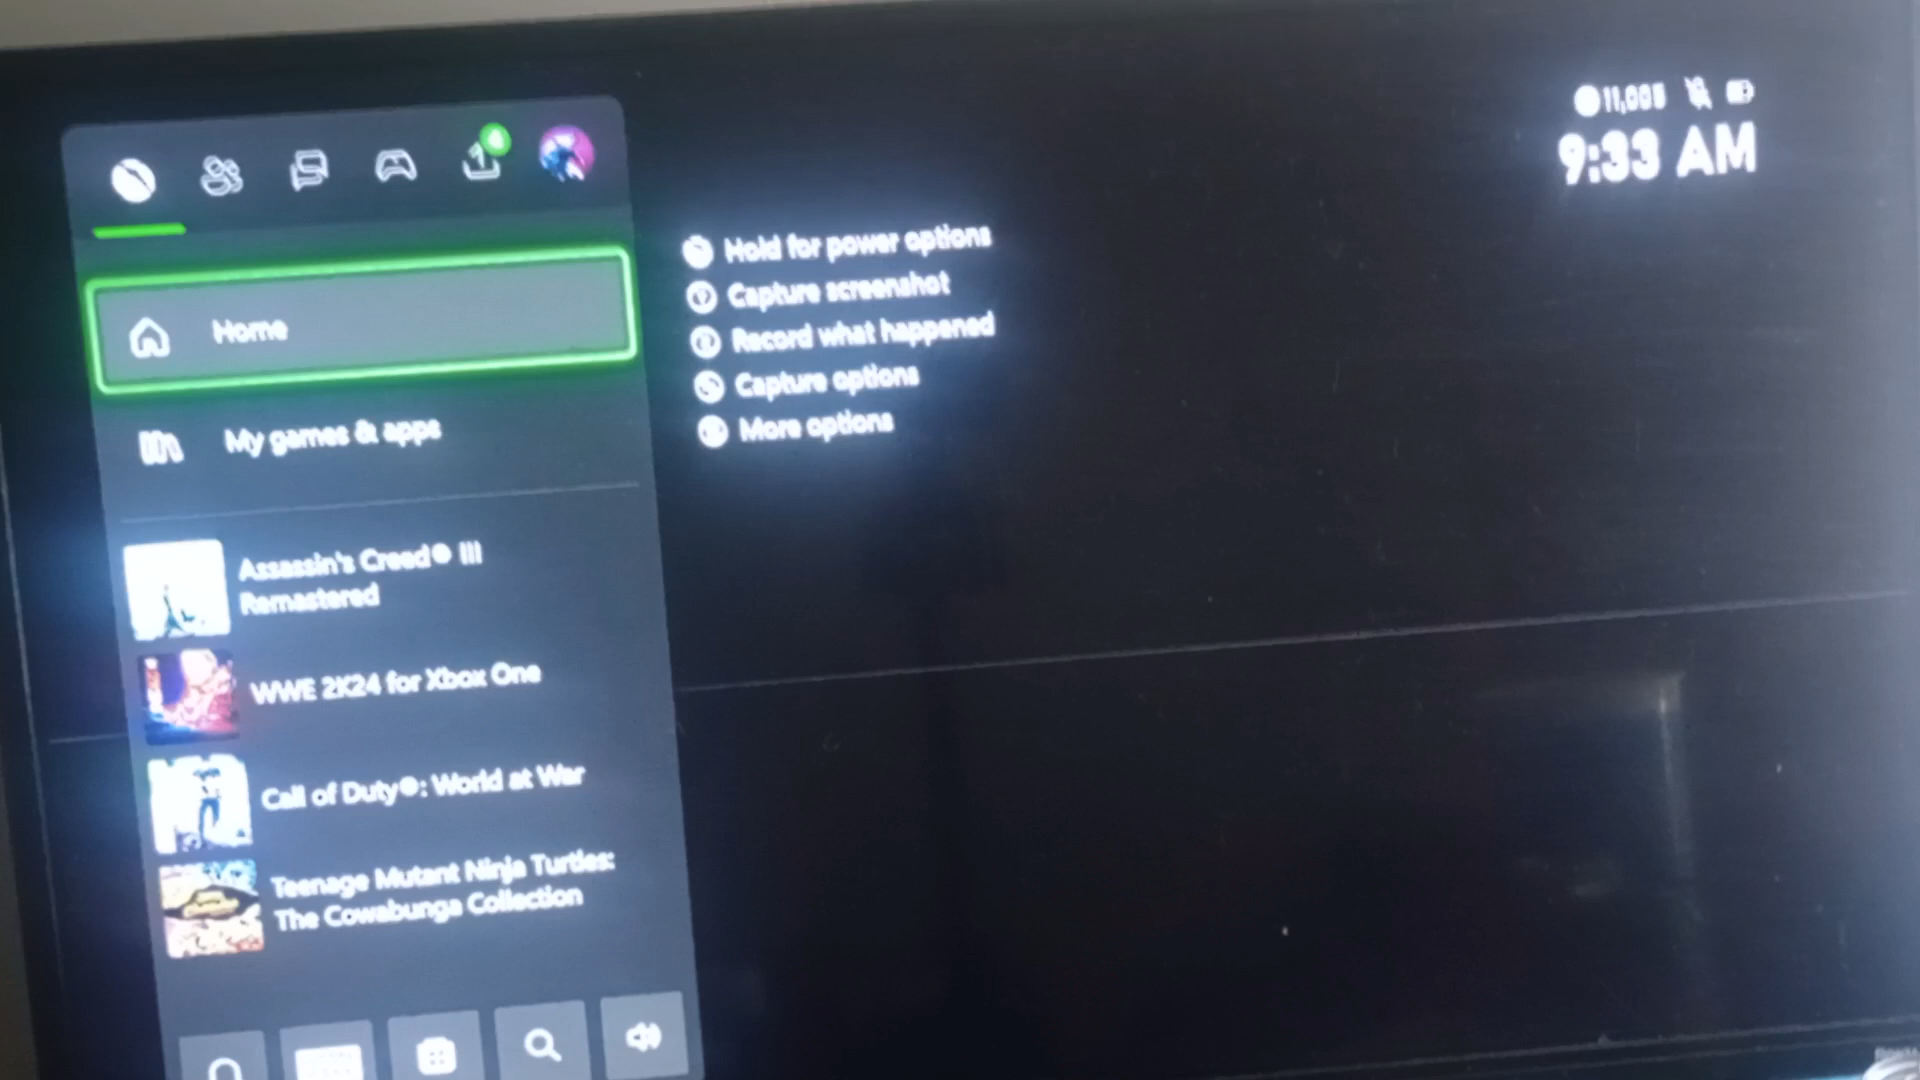 11,005
9:33 AM
Home
My games & apps
Assassin's Creed® III
Remastered
WWE 2K24 for Xbox One
Call of Duty®: World at War
Teenage Mutant Ninja Turtles:
The Cowabunga Collection
Hold for power options
Capture screenshot
Record what happened
Capture options
More options